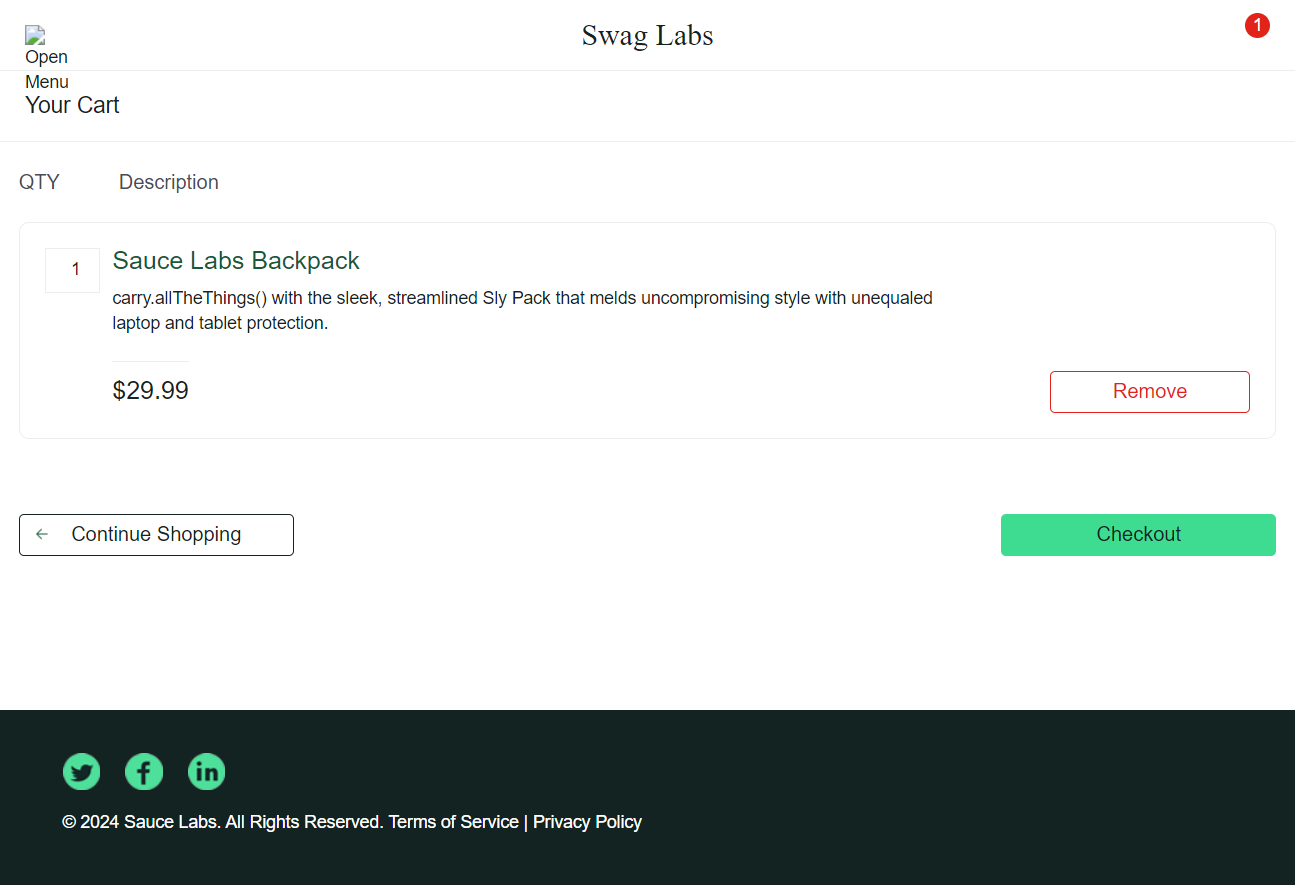 Open
Menu
Swag Labs
1
Your Cart
QTY
Description
1
Sauce Labs Backpack
carry.allTheThings() with the sleek, streamlined Sly Pack that melds uncompromising style with unequaled
laptop and tablet protection.
$29.99
Remove
Continue Shopping
Checkout
© 2024 Sauce Labs. All Rights Reserved. Terms of Service | Privacy Policy